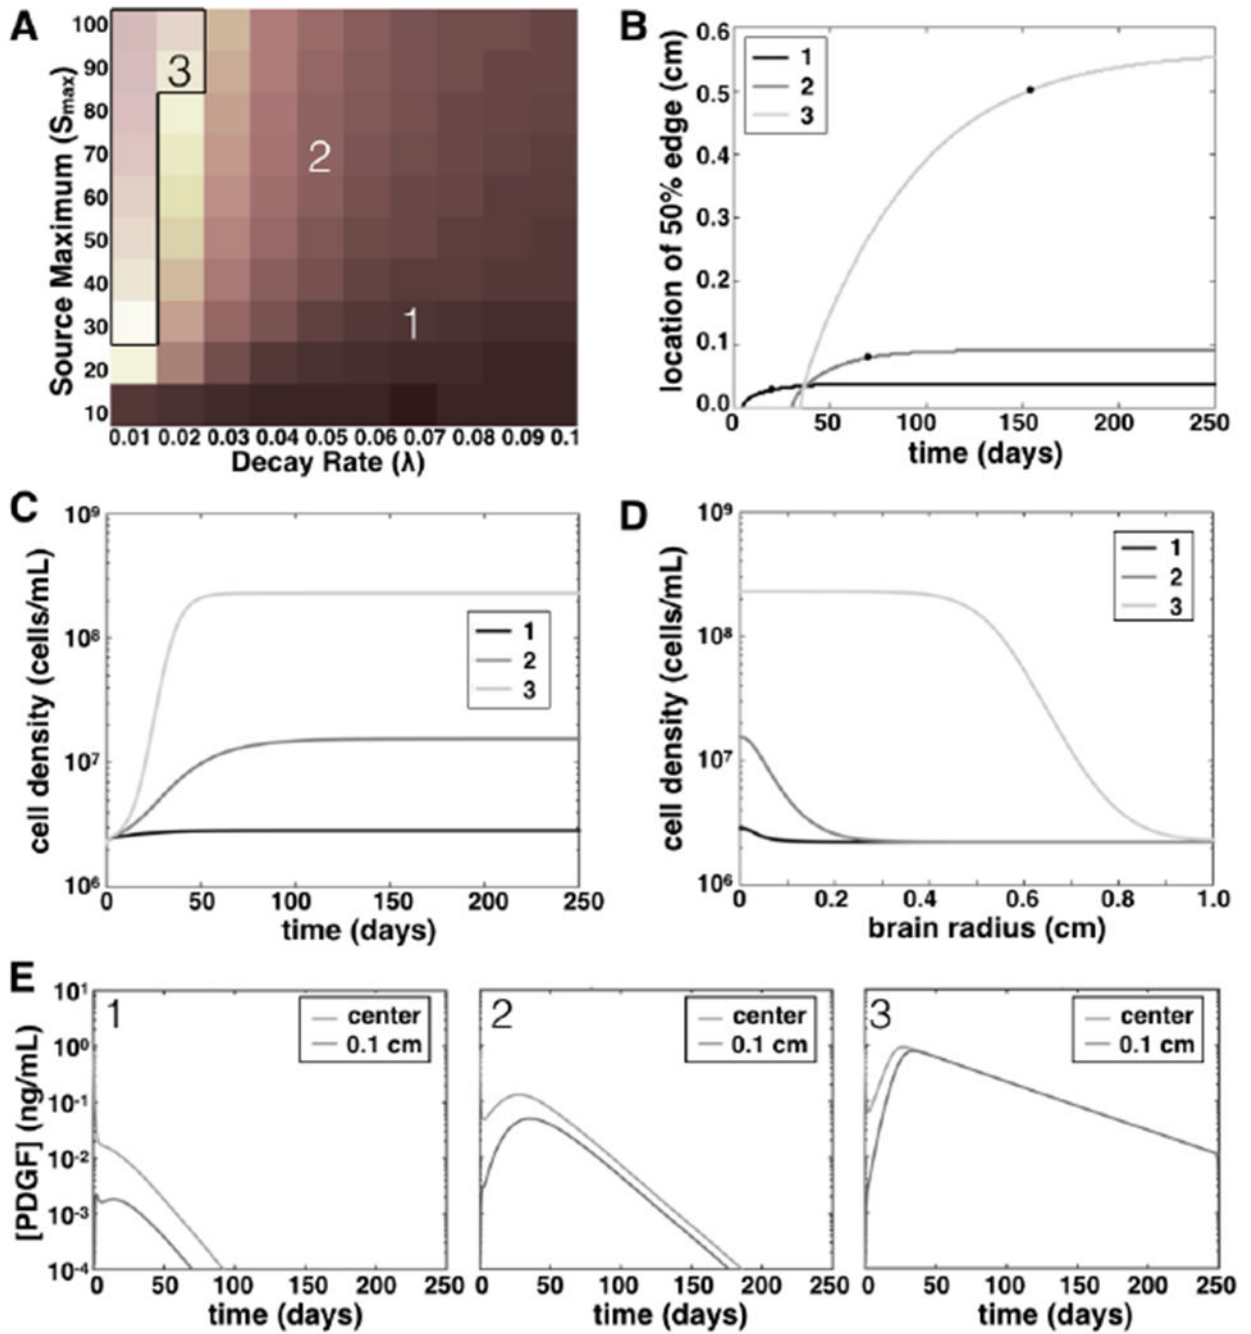 A
Source Maximum (Smax)
100
90
80
70
60
50
40
30
20
10
3
2
1
0.01 0.02 0.03 0.04 0.05 0.06 0.07 0.08 0.09 0.1
Decay Rate (λ)
B
location of 50% edge (cm)
0.6
0.5
0.4
0.3
0.2
0.1
0.0
1
2
3
0 50 100 150 200 250
time (days)
C
cell density (cells/mL)
10⁹
10⁸
10⁷
10⁶
1
2
3
0 50 100 150 200 250
time (days)
D
cell density (cells/mL)
10⁹
10⁸
10⁷
10⁶
1
2
3
0 0.2 0.4 0.6 0.8 1.0
brain radius (cm)
E
[PDGF] (ng/mL)
10¹
10⁰
10⁻¹
10⁻²
10⁻³
10⁻⁴
1
center
0.1 cm
0 50 100 150 200 250
time (days)
2
center
0.1 cm
0 50 100 150 200 250
time (days)
3
center
0.1 cm
0 50 100 150 200 250
time (days)